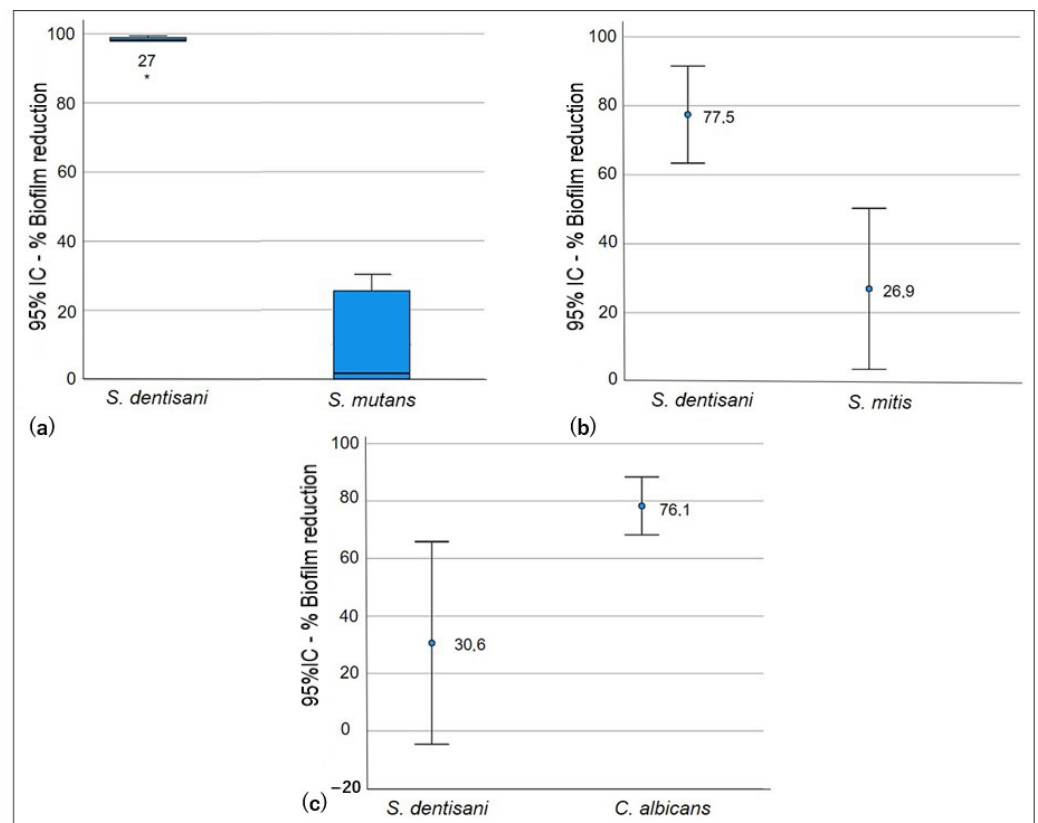 95% IC - % Biofilm reduction
100
80
60
40
20
0
27
*
S. dentisani
S. mutans
(a)
95% IC - % Biofilm reduction
100
80
60
40
20
0
77,5
26,9
S. dentisani
S. mitis
(b)
95%IC - % Biofilm reduction
100
80
60
40
20
0
–20
76,1
30,6
S. dentisani
C. albicans
(c)